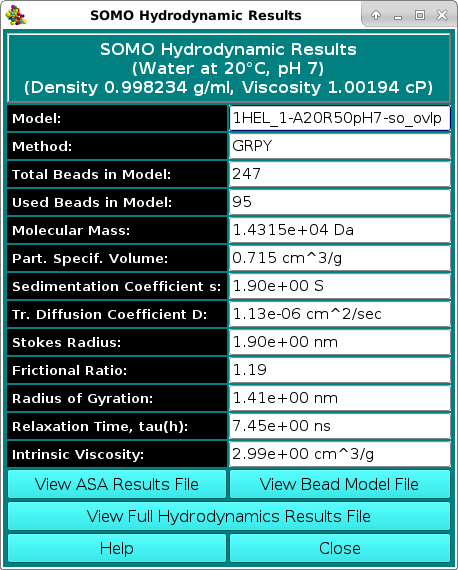 SOMO Hydrodynamic Results
SOMO Hydrodynamic Results
(Water at 20°C, pH 7)
(Density 0.998234 g/ml, Viscosity 1.00194 cP)
Model: 1HEL_1-A20R50pH7-so_ovlp
Method: GRPY
Total Beads in Model: 247
Used Beads in Model: 95
Molecular Mass: 1.4315e+04 Da
Part. Specif. Volume: 0.715 cm^3/g
Sedimentation Coefficient s: 1.90e+00 S
Tr. Diffusion Coefficient D: 1.13e-06 cm^2/sec
Stokes Radius: 1.90e+00 nm
Frictional Ratio: 1.19
Radius of Gyration: 1.41e+00 nm
Relaxation Time, tau(h): 7.45e+00 ns
Intrinsic Viscosity: 2.99e+00 cm^3/g
View ASA Results File View Bead Model File
View Full Hydrodynamics Results File
Help Close